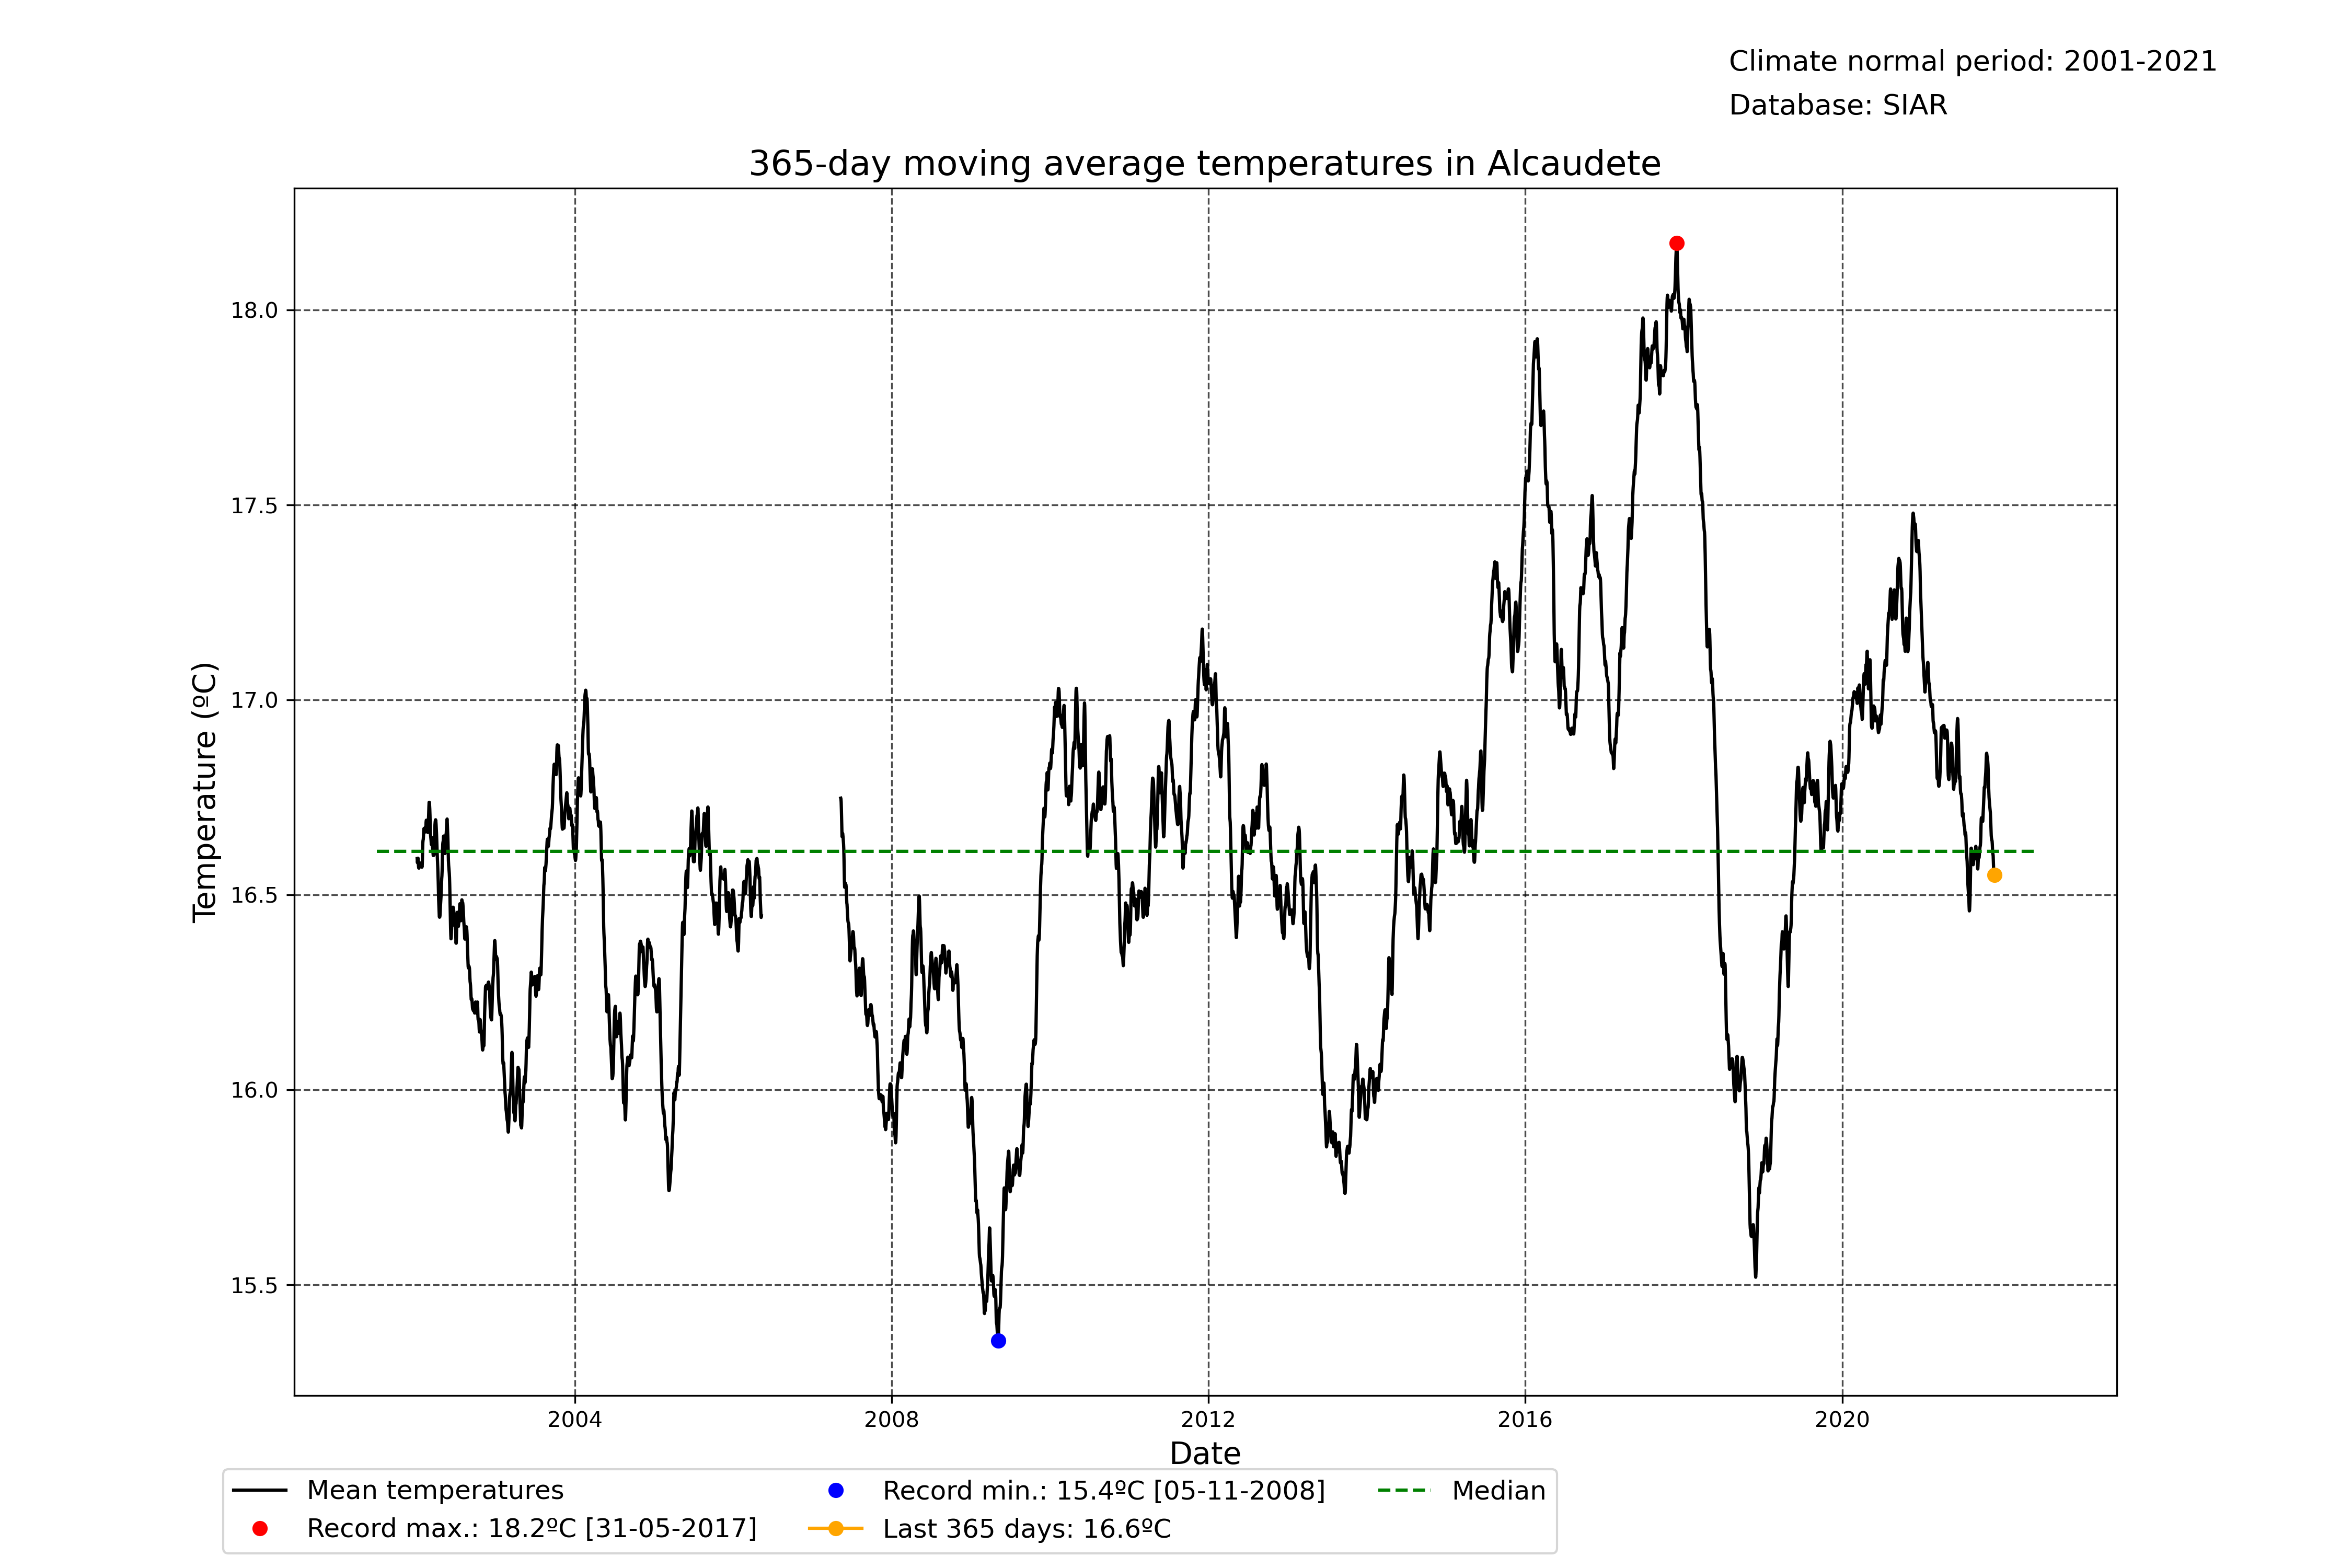 Climate normal period: 2001-2021
Database: SIAR
365-day moving average temperatures in Alcaudete
Temperature (ºC)
18.0
17.5
17.0
16.5
16.0
15.5
2004 2008 2012 2016 2020
Date
Mean temperatures
Record max.: 18.2ºC [31-05-2017]
Record min.: 15.4ºC [05-11-2008]
Last 365 days: 16.6ºC
Median